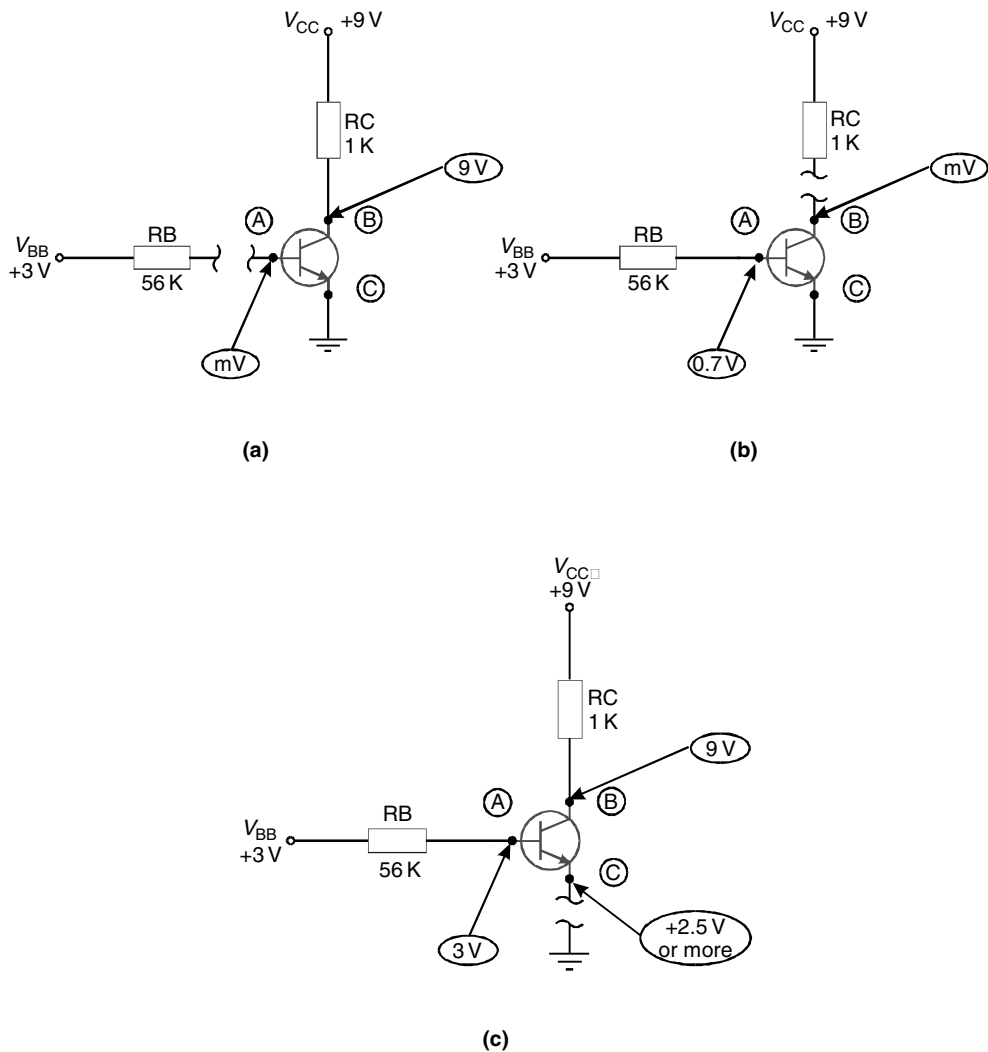 V_CC +9 V
RC
1 K
9 V
A
B
V_BB
+3 V
RB
56 K
C
mV
(a)
V_CC +9 V
RC
1 K
mV
A
B
V_BB
+3 V
RB
56 K
C
0.7 V
(b)
V_CC□
+9 V
RC
1 K
9 V
A
B
V_BB
+3 V
RB
56 K
C
3 V
+2.5 V
or more
(c)